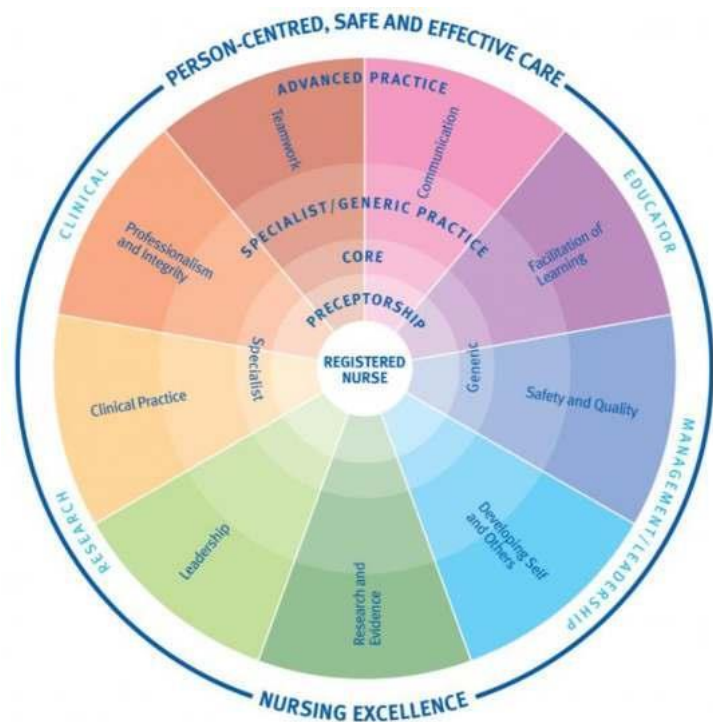 PERSON-CENTRED, SAFE AND EFFECTIVE CARE
CLINICAL
EDUCATOR
RESEARCH
MANAGEMENT/LEADERSHIP
NURSING EXCELLENCE
ADVANCED PRACTICE
SPECIALIST/GENERIC PRACTICE
CORE
PRECEPTORSHIP
REGISTERED
NURSE
Specialist
Generic
Teamwork
Communication
Facilitation of
Learning
Safety and Quality
Developing Self
and Others
Research and
Evidence
Leadership
Clinical Practice
Professionalism
and Integrity